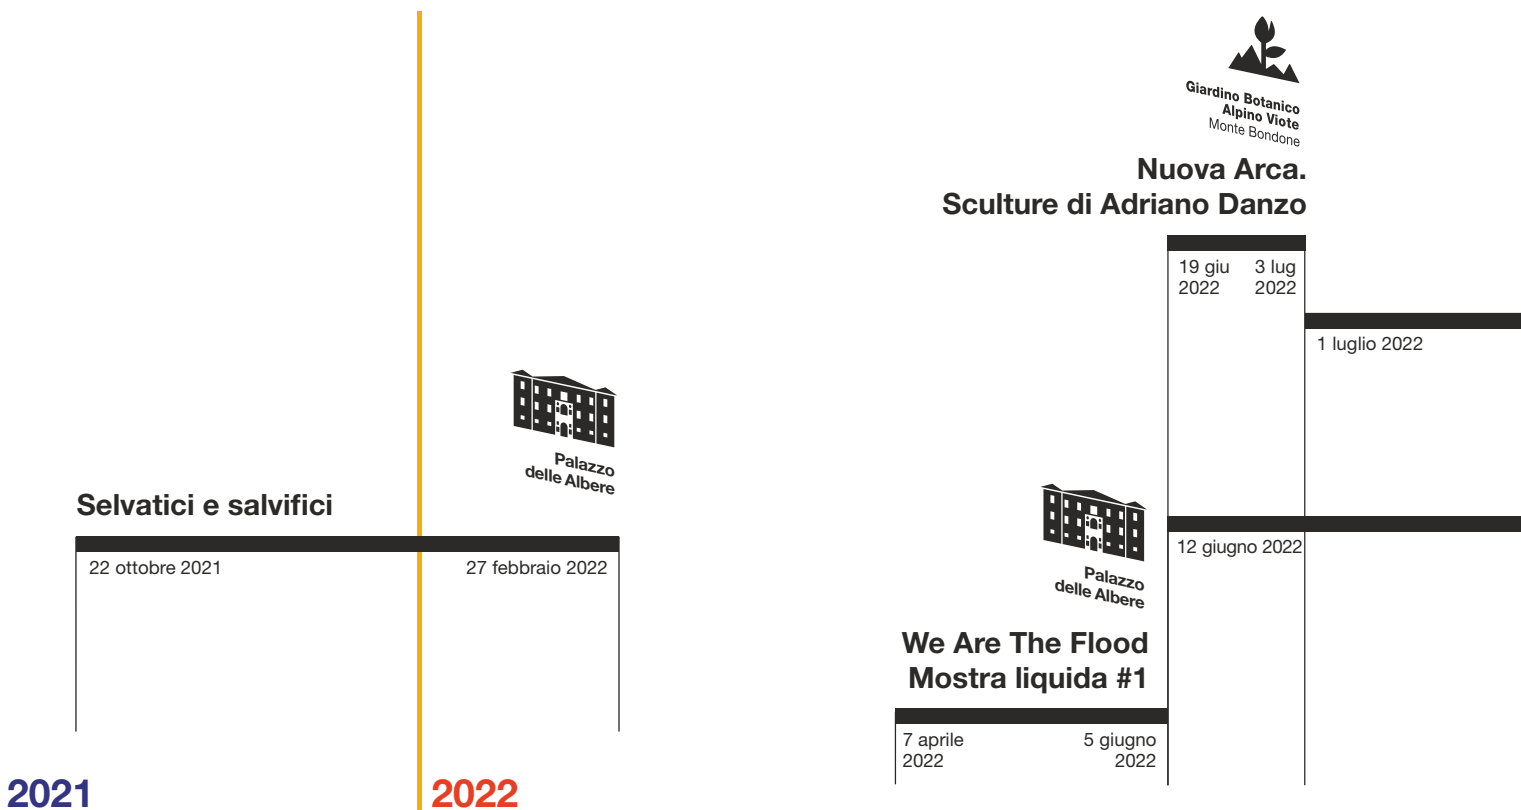 Giardino Botanico
Alpino Viote
Monte Bondone
Nuova Arca.
Sculture di Adriano Danzo
19 giu
2022
3 lug
2022
1 luglio 2022
Palazzo
delle Albere
Selvatici e salvifici
22 ottobre 2021
27 febbraio 2022
12 giugno 2022
Palazzo
delle Albere
We Are The Flood
Mostra liquida #1
7 aprile
2022
5 giugno
2022
2021
2022